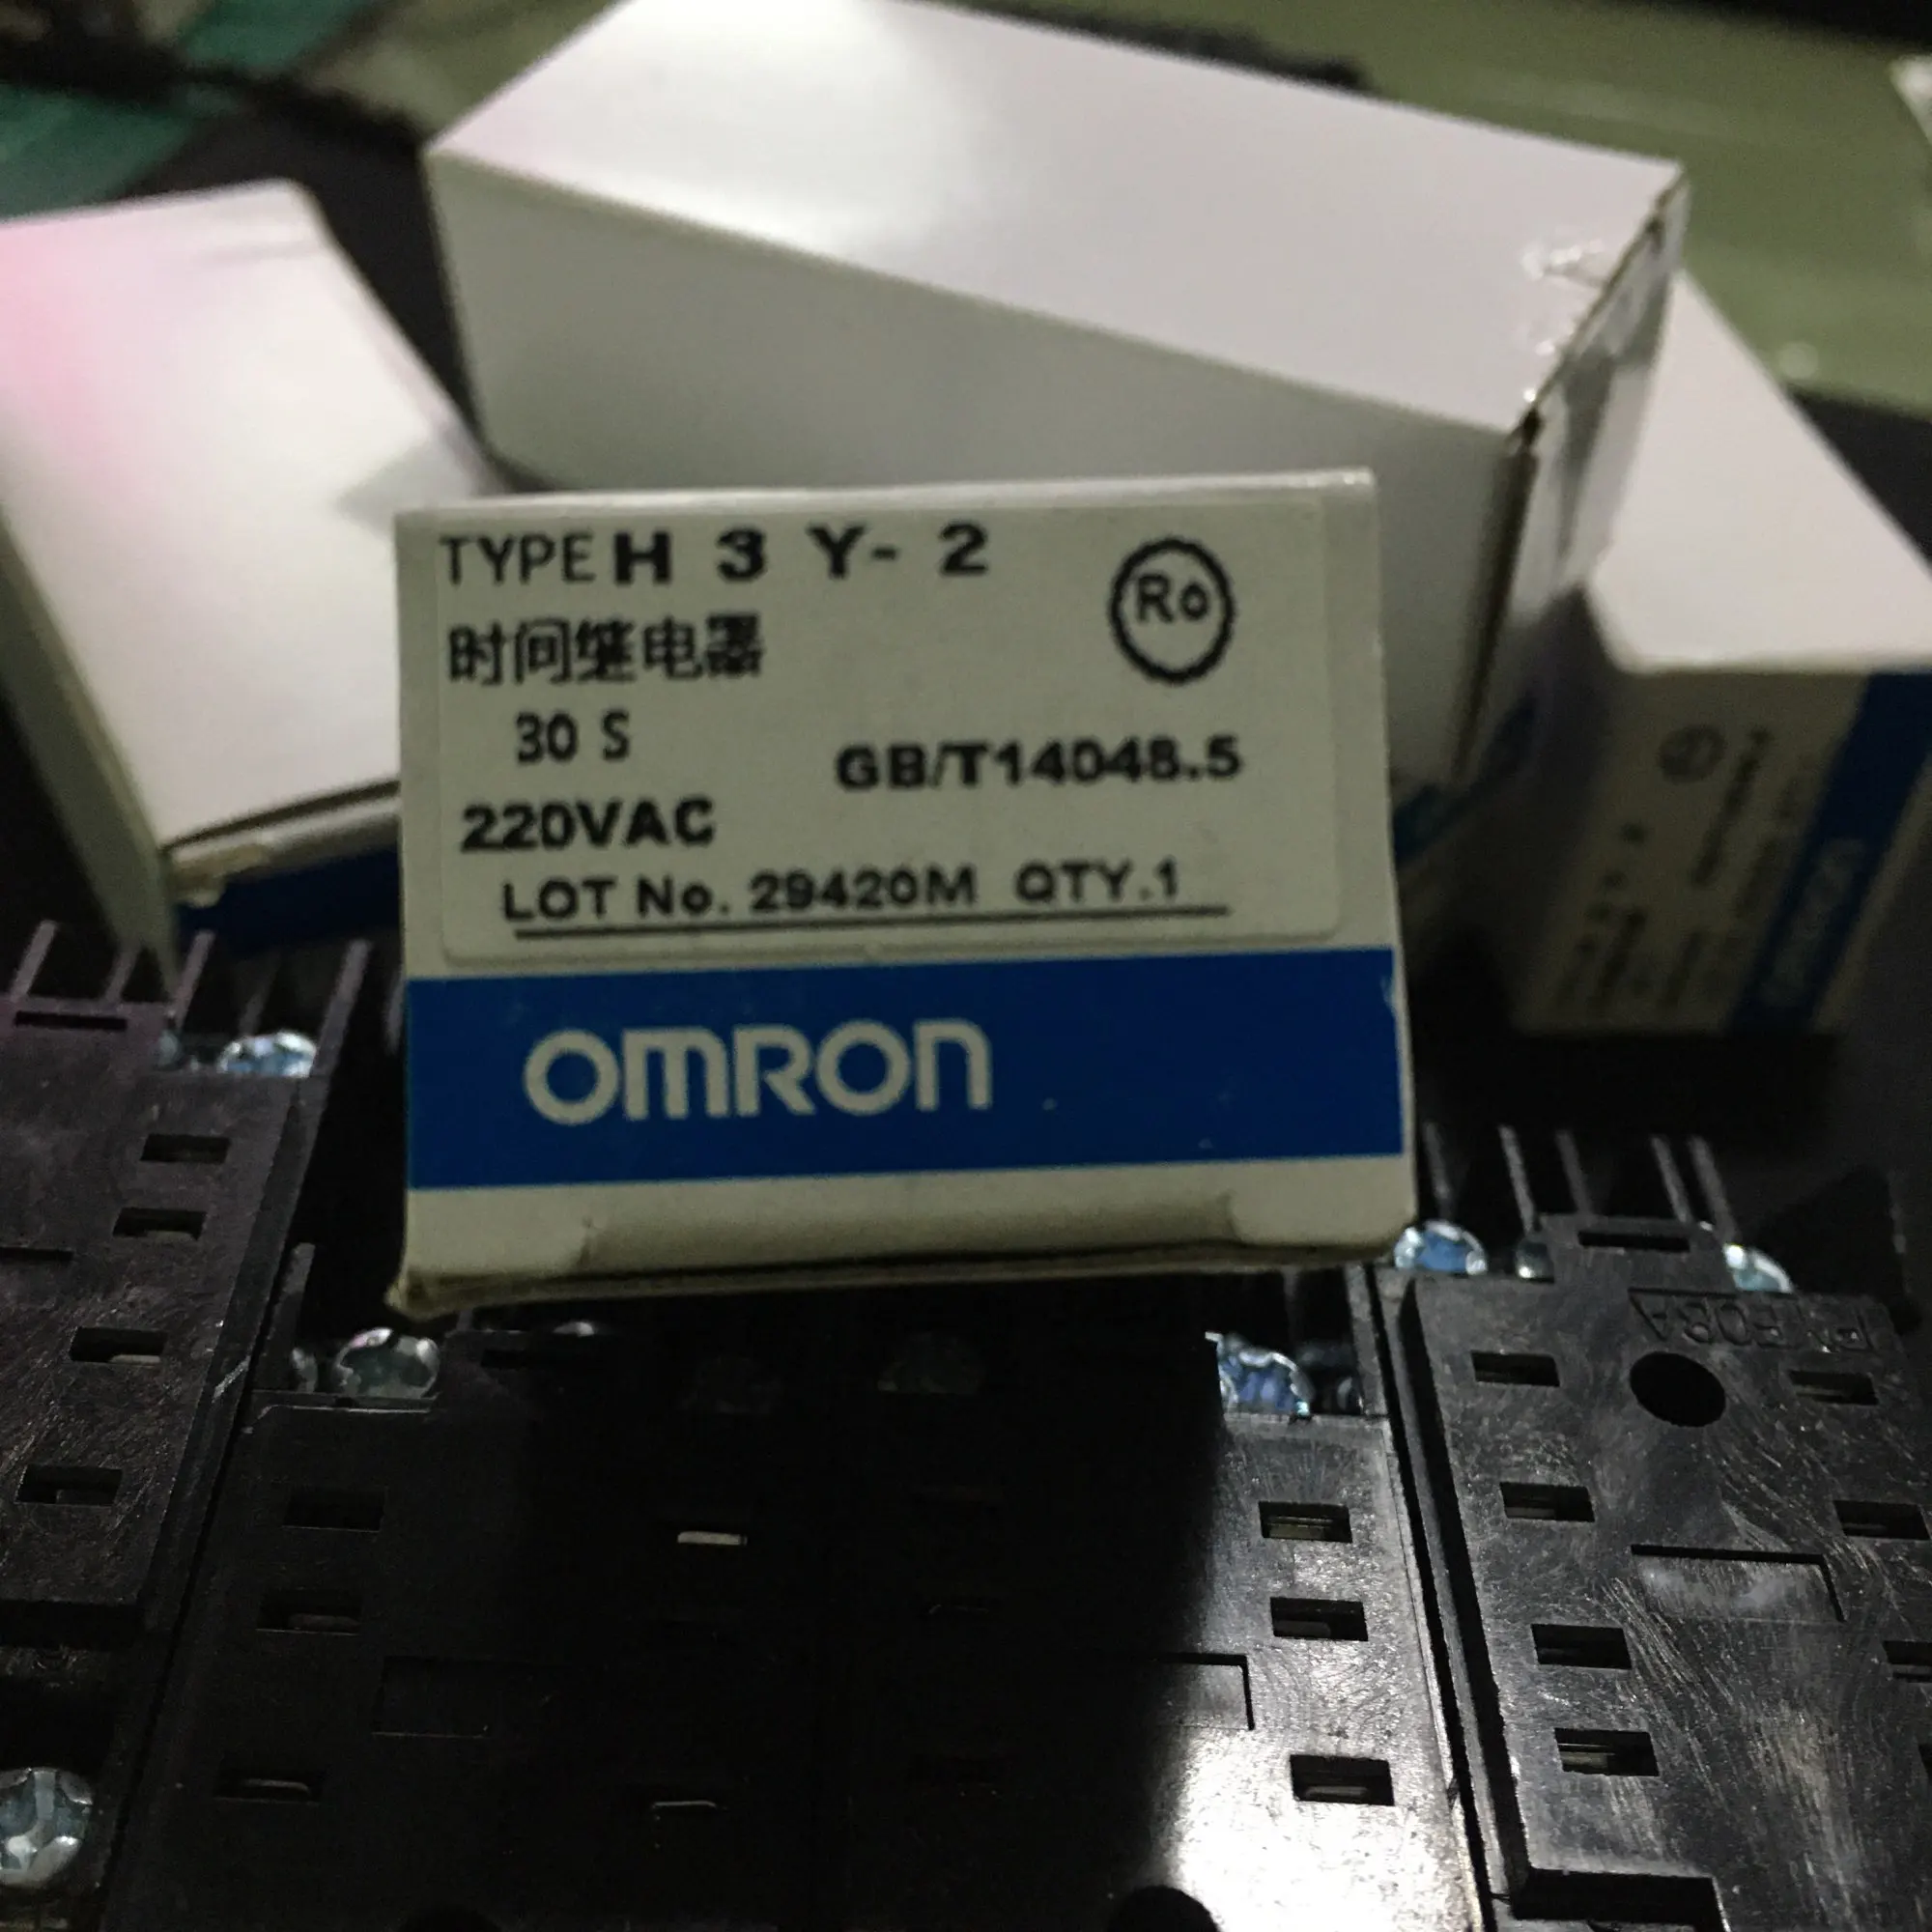 TYPE H 3 Y- 2
Ro
时间继电器
30 S
GB/T14048.5
220VAC
LOT No. 29420M QTY.1
OMRON
OMRON